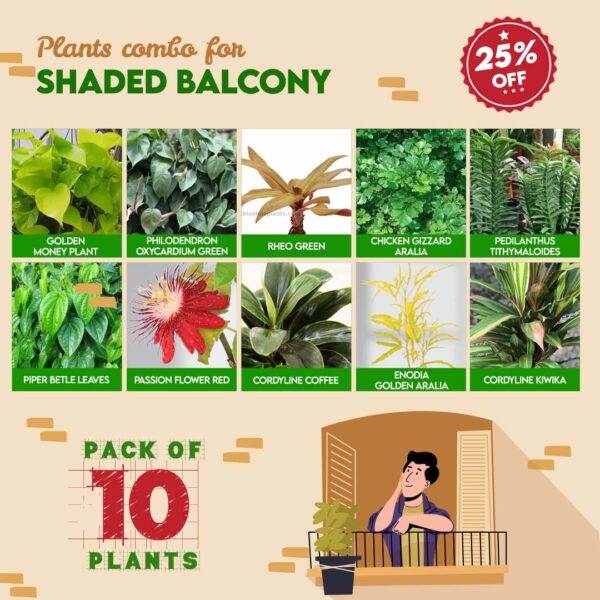 Plants combo for
SHADED BALCONY
25%
OFF
GOLDEN
MONEY PLANT
PHILODENDRON
OXYCARDIUM GREEN
RHEO GREEN
CHICKEN GIZZARD
ARALIA
PEDILANTHUS
TITHYMALOIDES
PIPER BETLE LEAVES
PASSION FLOWER RED
CORDYLINE COFFEE
ENODIA
GOLDEN ARALIA
CORDYLINE KIWIKA
PACK OF
10
PLANTS